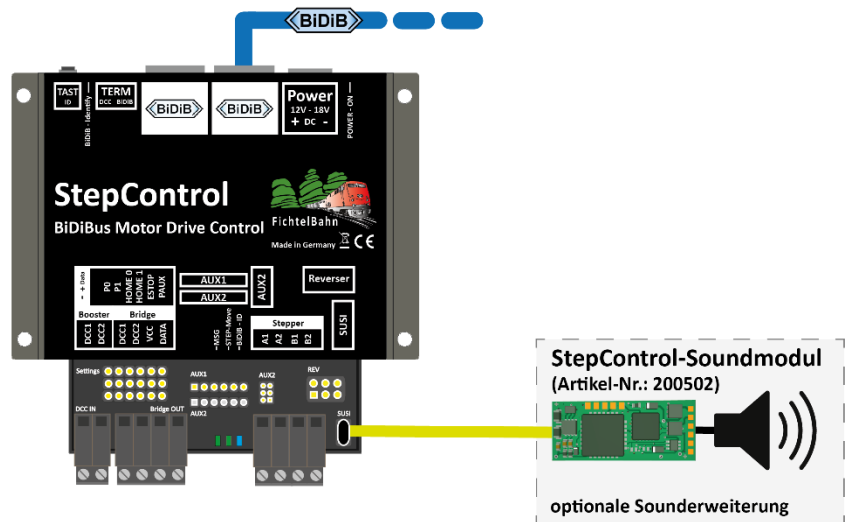 BiDiB
TAST
ID
BiDiB - Identify
TERM
DCC BIDIB
BiDiB
BiDiB
Power
12V - 18V
+ DC -
POWER - ON
StepControl
BiDiBus Motor Drive Control
FichtelBahn
Made in Germany CE
- + Data
P0
P1
HOME 0
HOME 1
ESTOP
PAUX
AUX1
AUX2
AUX2
Reverser
Booster
Bridge
DCC1
DCC2
DCC1
DCC2
VCC
DATA
MSG
STEP-Move
BiDiB - ID
Stepper
A1
A2
B1
B2
SUSI
Settings
AUX1
AUX2
REV
DCC IN
Bridge OUT
AUX2
SUSI
StepControl-Soundmodul
(Artikel-Nr.: 200502)
optionale Sounderweiterung